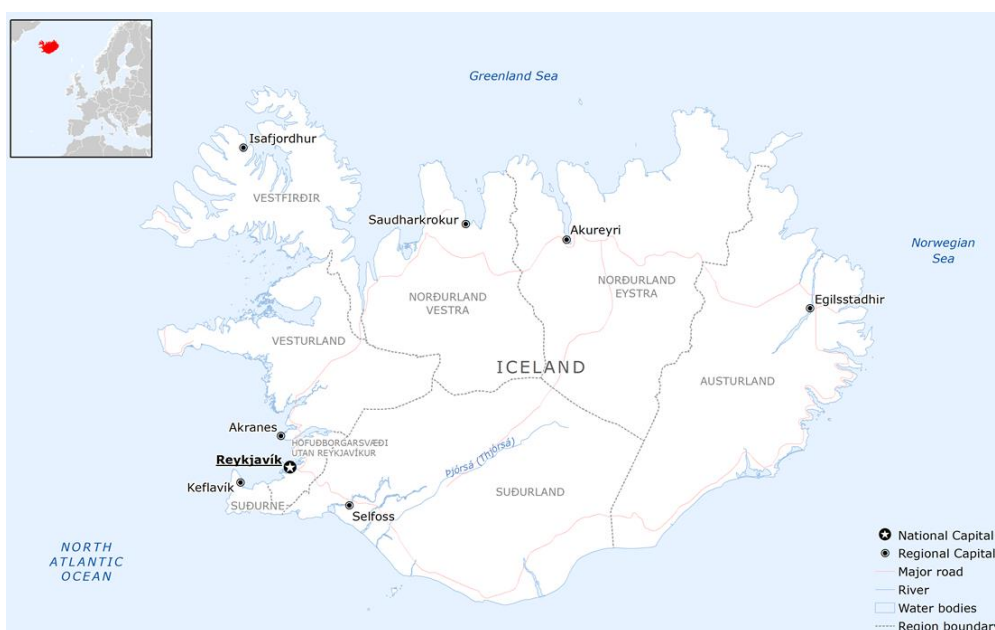 Greenland Sea
Isafjordhur
VESTFIRÐIR
Saudharkrokur
Akureyri
Norwegian
Sea
NORÐURLAND
VESTRA
NORÐURLAND
EYSTRA
Egilsstadhir
VESTURLAND
ICELAND
AUSTURLAND
Akranes
HÖFUÐBORGARSVÆÐI
UTAN REYKJAVÍKUR
Reykjavík
Þjórsá (Thjórsá)
Keflavík
SUÐURNE
SUÐURLAND
Selfoss
NORTH
ATLANTIC
OCEAN
National Capital
Regional Capital
Major road
River
Water bodies
Region boundary